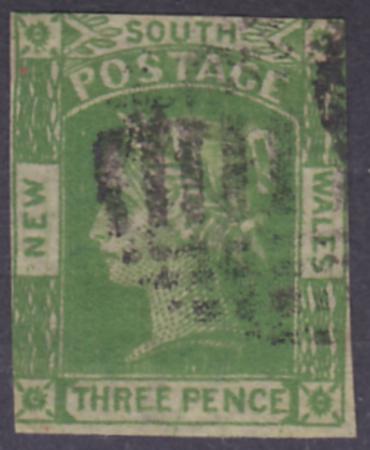 SOUTH
POSTAGE
NEW
WALES
THREE PENCE